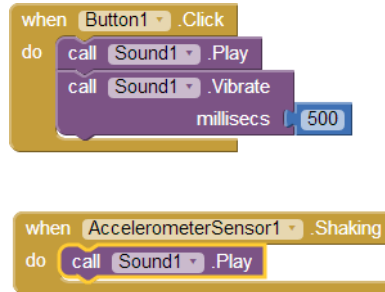 when Button1 .Click
do call Sound1 .Play
call Sound1 .Vibrate
millisecs 500
when AccelerometerSensor1 .Shaking
do call Sound1 .Play